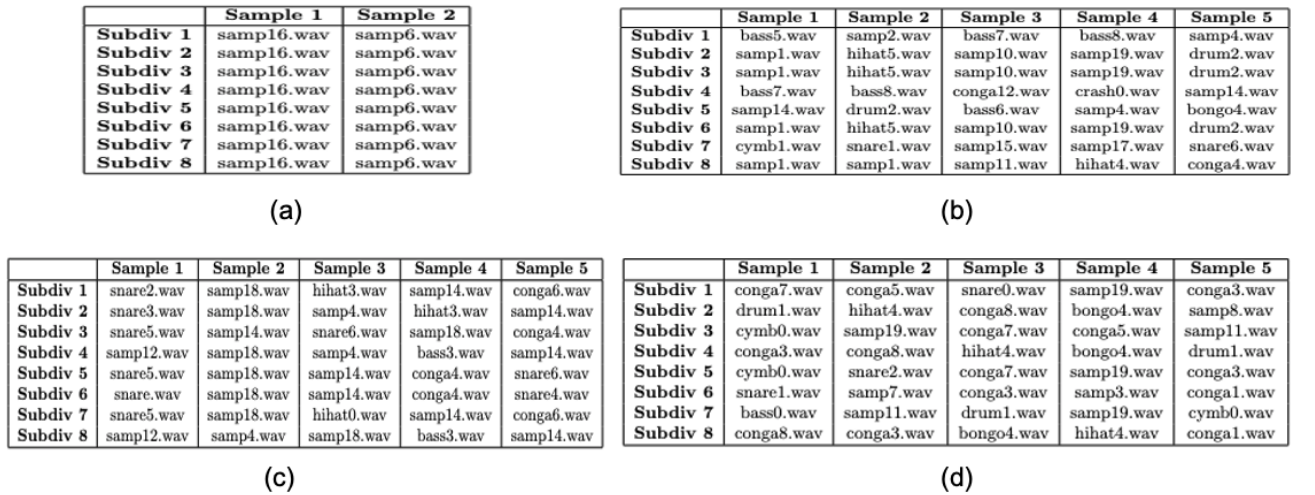 Sample 1 Sample 2
Subdiv 1 samp16.wav samp6.wav
Subdiv 2 samp16.wav samp6.wav
Subdiv 3 samp16.wav samp6.wav
Subdiv 4 samp16.wav samp6.wav
Subdiv 5 samp16.wav samp6.wav
Subdiv 6 samp16.wav samp6.wav
Subdiv 7 samp16.wav samp6.wav
Subdiv 8 samp16.wav samp6.wav
(a)
Sample 1 Sample 2 Sample 3 Sample 4 Sample 5
Subdiv 1 bass5.wav samp2.wav bass7.wav bass8.wav samp4.wav
Subdiv 2 samp1.wav hihat5.wav samp10.wav samp19.wav drum2.wav
Subdiv 3 samp1.wav hihat5.wav samp10.wav samp19.wav drum2.wav
Subdiv 4 bass7.wav bass8.wav conga12.wav crash0.wav samp14.wav
Subdiv 5 samp14.wav drum2.wav bass6.wav samp4.wav bongo4.wav
Subdiv 6 samp1.wav hihat5.wav samp10.wav samp19.wav drum2.wav
Subdiv 7 cymb1.wav snare1.wav samp15.wav samp17.wav snare6.wav
Subdiv 8 samp1.wav samp1.wav samp11.wav hihat4.wav conga4.wav
(b)
Sample 1 Sample 2 Sample 3 Sample 4 Sample 5
Subdiv 1 snare2.wav samp18.wav hihat3.wav samp14.wav conga6.wav
Subdiv 2 snare3.wav samp18.wav samp4.wav hihat3.wav samp14.wav
Subdiv 3 snare5.wav samp14.wav snare6.wav samp18.wav conga4.wav
Subdiv 4 samp12.wav samp18.wav samp4.wav bass3.wav samp14.wav
Subdiv 5 snare5.wav samp18.wav samp14.wav conga4.wav snare6.wav
Subdiv 6 snare.wav samp18.wav samp14.wav conga4.wav snare4.wav
Subdiv 7 snare5.wav samp18.wav hihat0.wav samp14.wav conga6.wav
Subdiv 8 samp12.wav samp4.wav samp18.wav bass3.wav samp14.wav
(c)
Sample 1 Sample 2 Sample 3 Sample 4 Sample 5
Subdiv 1 conga7.wav conga5.wav snare0.wav samp19.wav conga3.wav
Subdiv 2 drum1.wav hihat4.wav conga8.wav bongo4.wav samp8.wav
Subdiv 3 cymb0.wav samp19.wav conga7.wav conga5.wav samp11.wav
Subdiv 4 conga3.wav conga8.wav hihat4.wav bongo4.wav drum1.wav
Subdiv 5 cymb0.wav snare2.wav conga7.wav samp19.wav conga3.wav
Subdiv 6 snare1.wav samp7.wav conga3.wav samp3.wav conga1.wav
Subdiv 7 bass0.wav samp11.wav drum1.wav samp19.wav cymb0.wav
Subdiv 8 conga8.wav conga3.wav bongo4.wav hihat4.wav conga1.wav
(d)